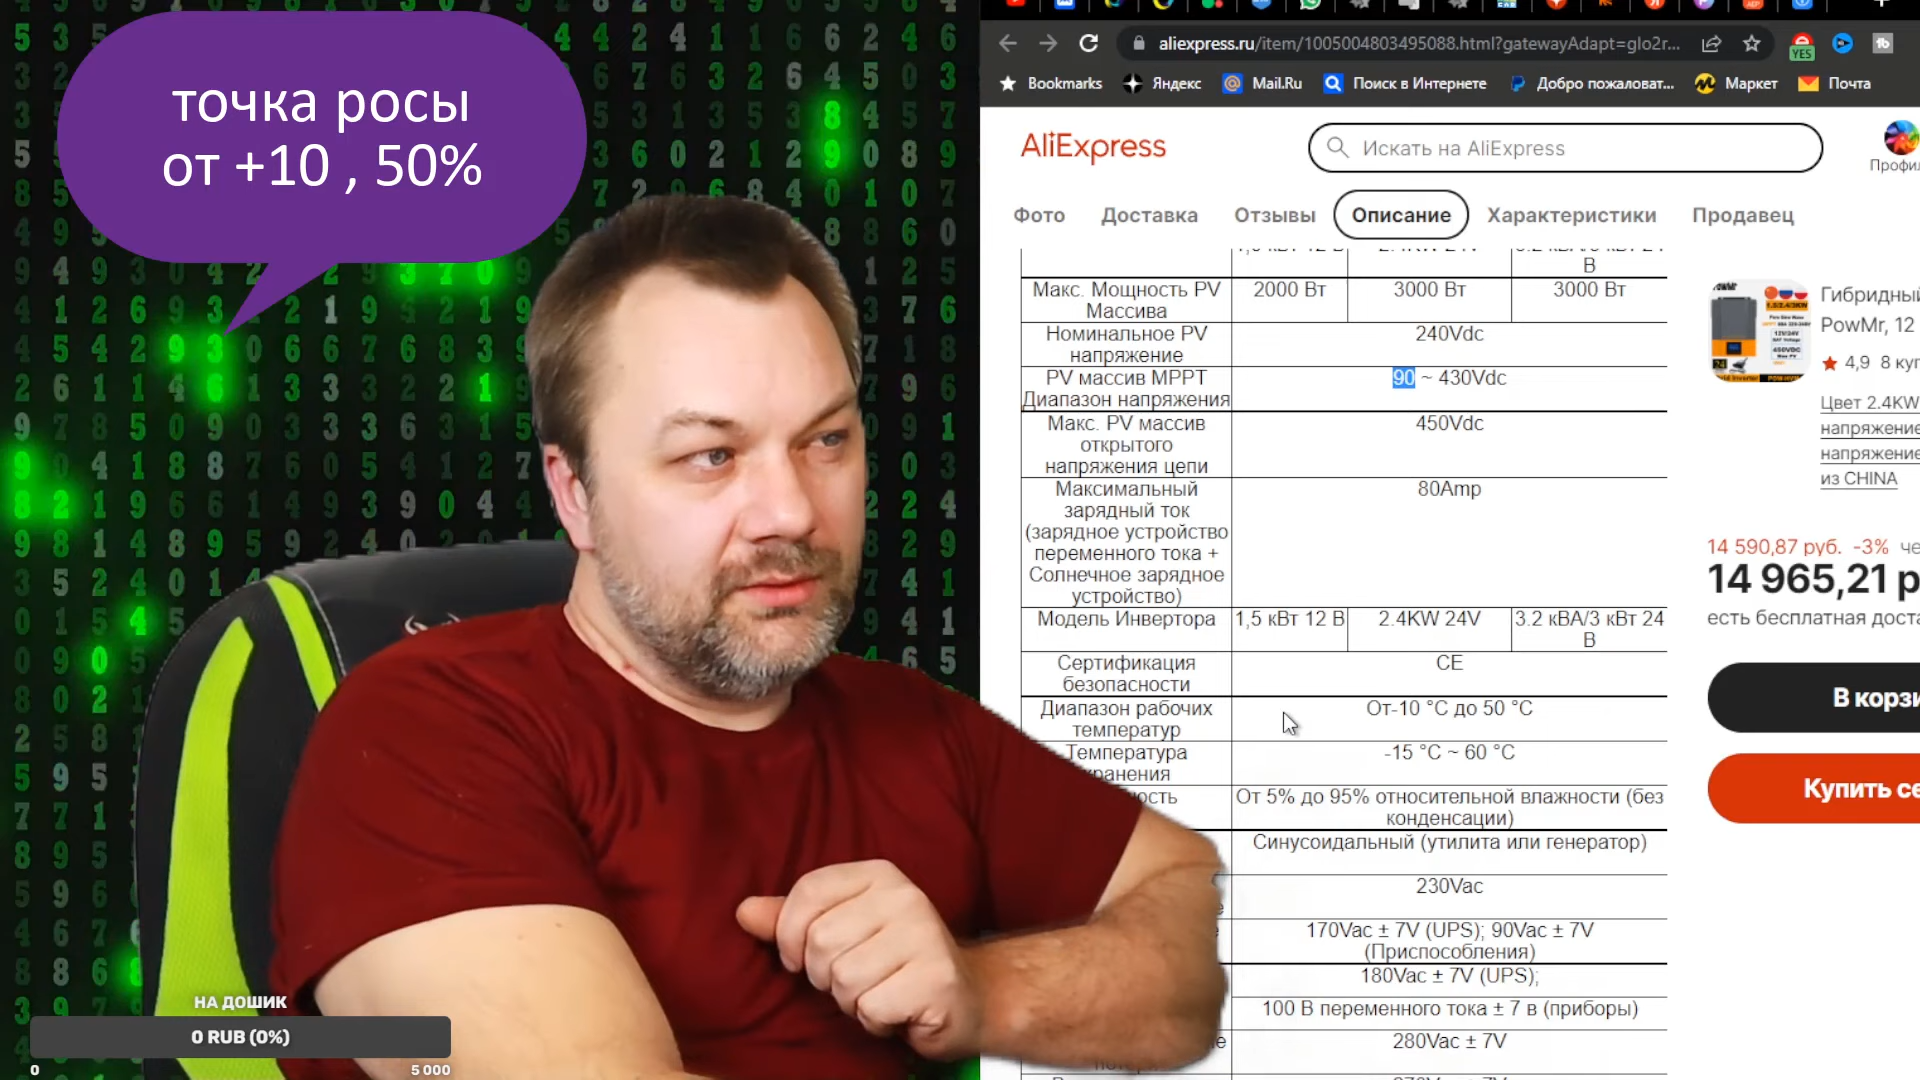 точка росы
от +10 , 50%
НА ДОШИК
0 RUB (0%)
0
5 000
aliexpress.ru/item/1005004803495088.html?gatewayAdapt=glo2r...
YES
Bookmarks
Яндекс
Mail.Ru
Поиск в Интернете
Добро пожаловат...
Маркет
Почта
AliExpress
Искать на AliExpress
Фото
Доставка
Отзывы
Описание
Характеристики
Продавец
В
Макс. Мощность PV
Массива
2000 Вт
3000 Вт
3000 Вт
Номинальное PV
напряжение
240Vdc
PV массив MPPT
Диапазон напряжения
90 ~ 430Vdc
Макс. PV массив
открытого
напряжения цепи
450Vdc
Максимальный
зарядный ток
(зарядное устройство
переменного тока +
Солнечное зарядное
устройство)
80Amp
Модель Инвертора
1,5 кВт 12 В
2.4KW 24V
3.2 кВА/3 кВт 24
В
Сертификация
безопасности
CE
Диапазон рабочих
температур
От-10 °C до 50 °C
Температура
-15 °C ~ 60 °C
От 5% до 95% относительной влажности (без
конденсации)
Синусоидальный (утилита или генератор)
230Vac
170Vac ± 7V (UPS); 90Vac ± 7V
(Приспособления)
180Vac ± 7V (UPS);
100 В переменного тока ± 7 в (приборы)
280Vac ± 7V
PowMr, 12
4,9
Цвет 2.4KW
напряжение
напряжение
из CHINA
14 590,87 руб. -3%
14 965,21 р
есть бесплатная